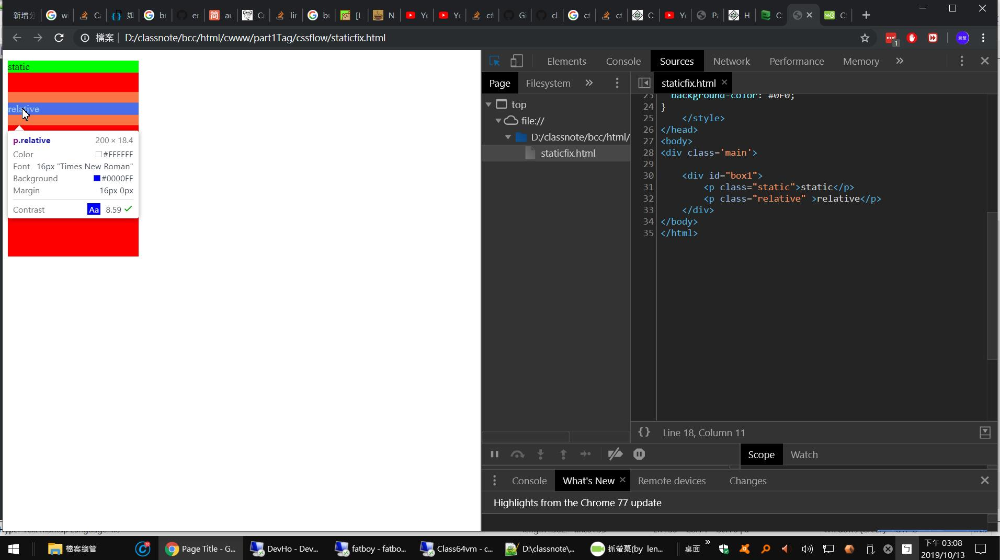 新增分
w
Ca
如
bu
er
au
Cr
lir
bu
[L
N
Yo
Yo
c#
Gi
cl
c#
c#
C
Yo
Pa
H
C
C
檔案 D:/classnote/bcc/html/cwww/part1Tag/cssflow/staticfix.html
1
static
relative
p.relative 200 × 18.4
Color #FFFFFF
Font 16px "Times New Roman"
Background #0000FF
Margin 16px 0px
Contrast Aa 8.59
Elements Console Sources Network Performance Memory »
Page Filesystem » staticfix.html ×
top
file://
D:/classnote/bcc/html/
staticfix.html
23 background-color: #0F0;
24 }
25 </style>
26 </head>
27 <body>
28 <div class='main'>
29
30 <div id="box1">
31 <p class="static">static</p>
32 <p class="relative" >relative</p>
33 </div>
34 </body>
35 </html>
{} Line 18, Column 11
Scope Watch
Console What's New × Remote devices Changes
Highlights from the Chrome 77 update
檔案總管
Page Title - G...
DevHo - Dev...
fatboy - fatbo...
Class64vm - c...
D:\classnote\...
抓螢幕(by len...
桌面 »
下午 03:08
2019/10/13